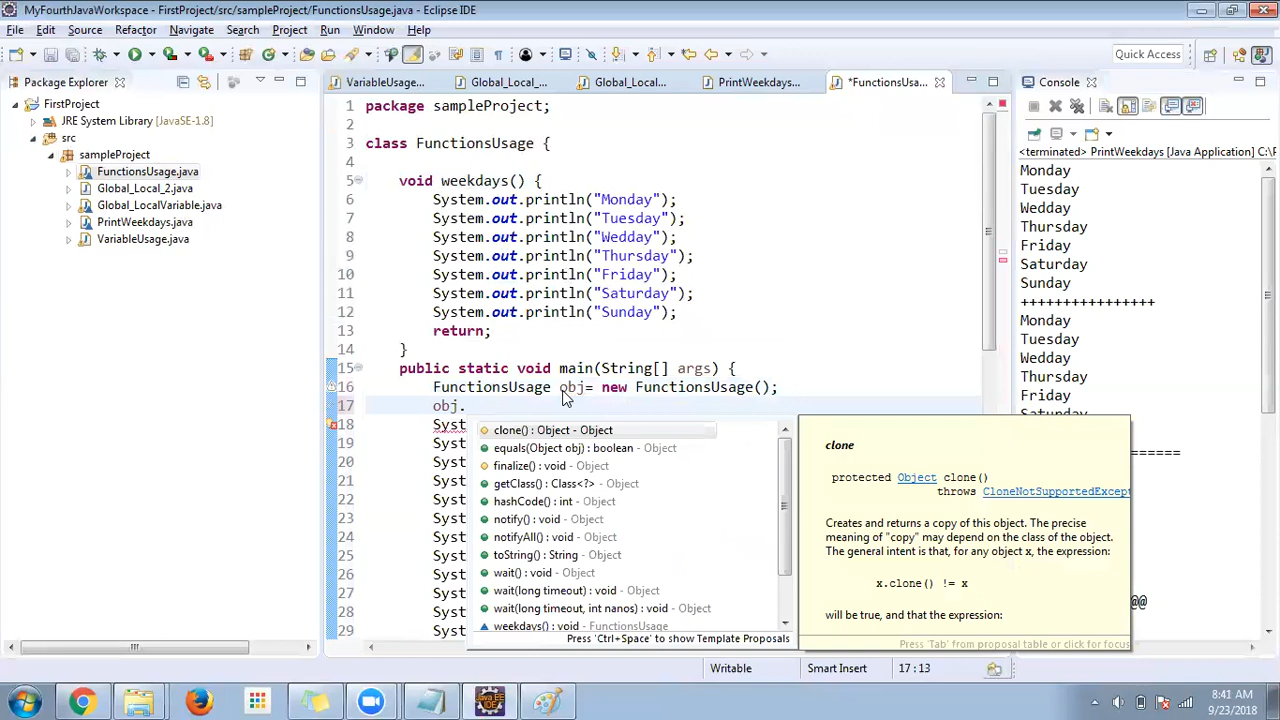 MyFourthJavaWorkspace - FirstProject/src/sampleProject/FunctionsUsage.java - Eclipse IDE
File Edit Source Refactor Navigate Search Project Run Window Help
Quick Access
Package Explorer
FirstProject
JRE System Library [JavaSE-1.8]
src
sampleProject
FunctionsUsage.java
Global_Local_2.java
Global_LocalVariable.java
PrintWeekdays.java
VariableUsage.java
VariableUsage... Global_Local_... Global_Local... PrintWeekdays... *FunctionsUsa...
1 package sampleProject;
2
3 class FunctionsUsage {
4
5 void weekdays() {
6 System.out.println("Monday");
7 System.out.println("Tuesday");
8 System.out.println("Wedday");
9 System.out.println("Thursday");
10 System.out.println("Friday");
11 System.out.println("Saturday");
12 System.out.println("Sunday");
13 return;
14 }
15 public static void main(String[] args) {
16 FunctionsUsage obj= new FunctionsUsage();
17 obj.
18 Syst
19 Syst
20 Syst
21 Syst
22 Syst
23 Syst
24 Syst
25 Syst
26 Syst
27 Syst
28 Syst
29 Syst
clone() : Object - Object
equals(Object obj) : boolean - Object
finalize() : void - Object
getClass() : Class<?> - Object
hashCode() : int - Object
notify() : void - Object
notifyAll() : void - Object
toString() : String - Object
wait() : void - Object
wait(long timeout) : void - Object
wait(long timeout, int nanos) : void - Object
weekdays() : void - FunctionsUsage
Press 'Ctrl+Space' to show Template Proposals
clone
protected Object clone()
throws CloneNotSupportedExcept
Creates and returns a copy of this object. The precise
meaning of "copy" may depend on the class of the object.
The general intent is that, for any object x, the expression:
x.clone() != x
will be true, and that the expression:
Press 'Tab' from proposal table or click for focus
Console
<terminated> PrintWeekdays [Java Application] C:\P
Monday
Tuesday
Wedday
Thursday
Friday
Saturday
Sunday
++++++++++++++++
Monday
Tuesday
Wedday
Thursday
Friday
Saturday
======
@@
Writable Smart Insert 17 : 13
8:41 AM
9/23/2018